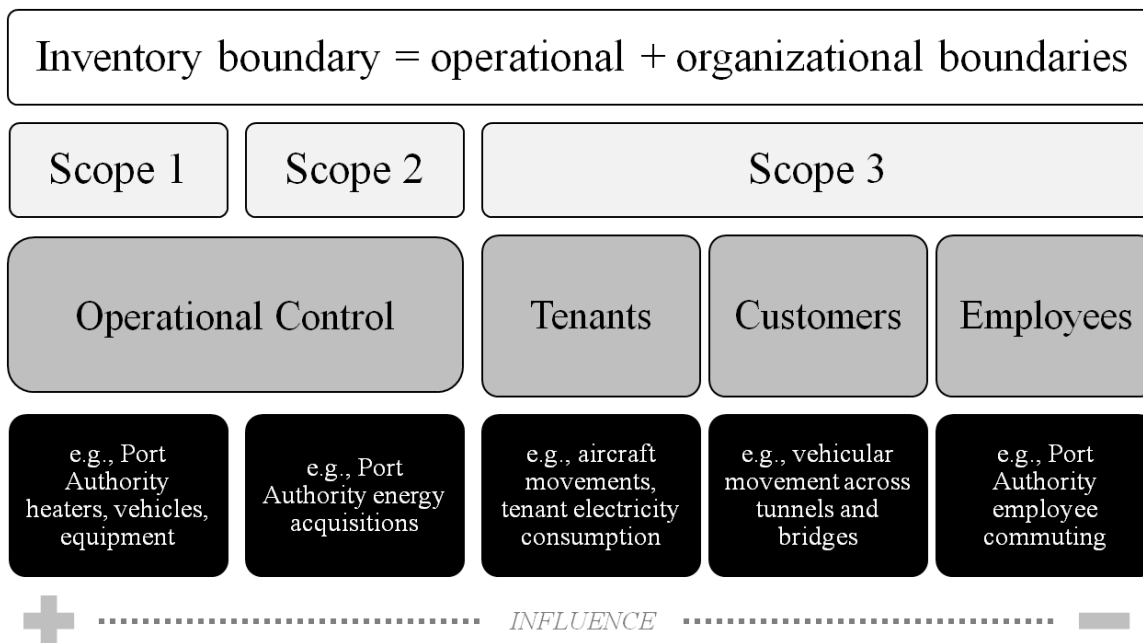 Inventory boundary = operational + organizational boundaries
Scope 1
Scope 2
Scope 3
Operational Control
Tenants
Customers
Employees
e.g., Port
Authority
heaters, vehicles,
equipment
e.g., Port
Authority energy
acquisitions
e.g., aircraft
movements,
tenant electricity
consumption
e.g., vehicular
movement across
tunnels and
bridges
e.g., Port
Authority
employee
commuting
INFLUENCE